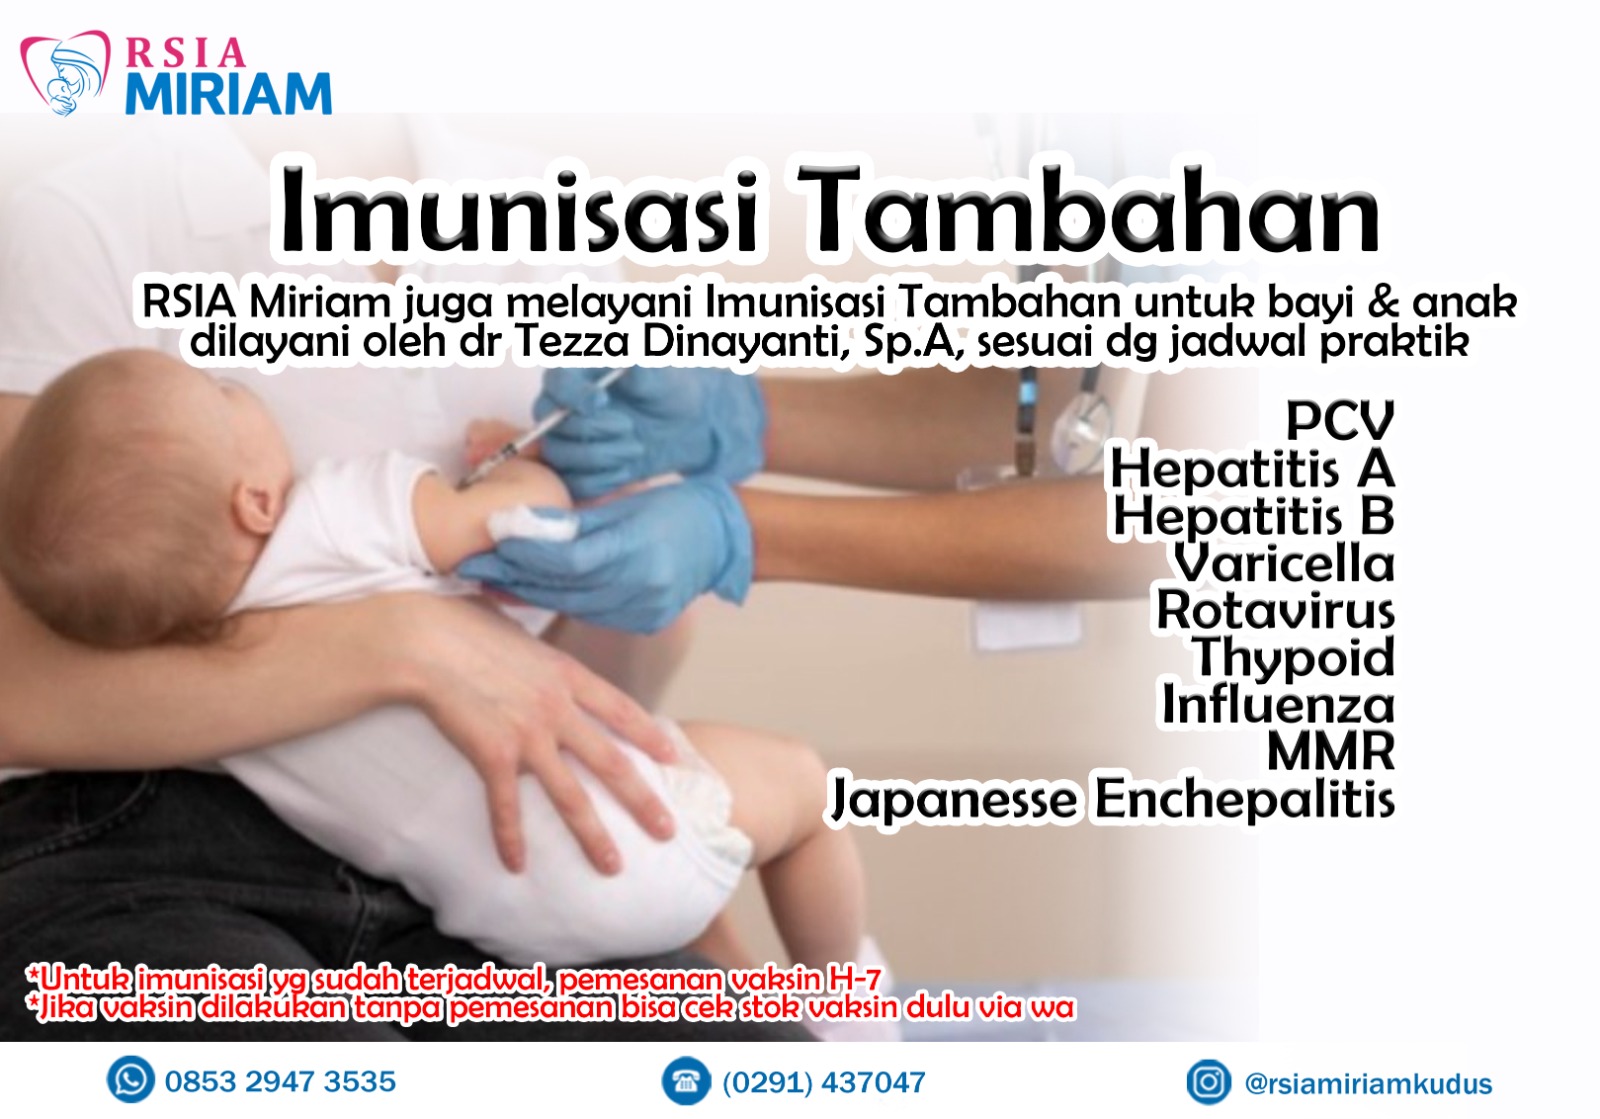 RSIA
MIRIAM
Imunisasi Tambahan
RSIA Miriam juga melayani Imunisasi Tambahan untuk bayi & anak
dilayani oleh dr Tezza Dinayanti, Sp.A, sesuai dg jadwal praktik
PCV
Hepatitis A
Hepatitis B
Varicella
Rotavirus
Thypoid
Influenza
MMR
Japanesse Enchepalitis
*Untuk imunisasi yg sudah terjadwal, pemesanan vaksin H-7
*Jika vaksin dilakukan tanpa pemesanan bisa cek stok vaksin dulu via wa
0853 2947 3535
(0291) 437047
@rsiamiriamkudus